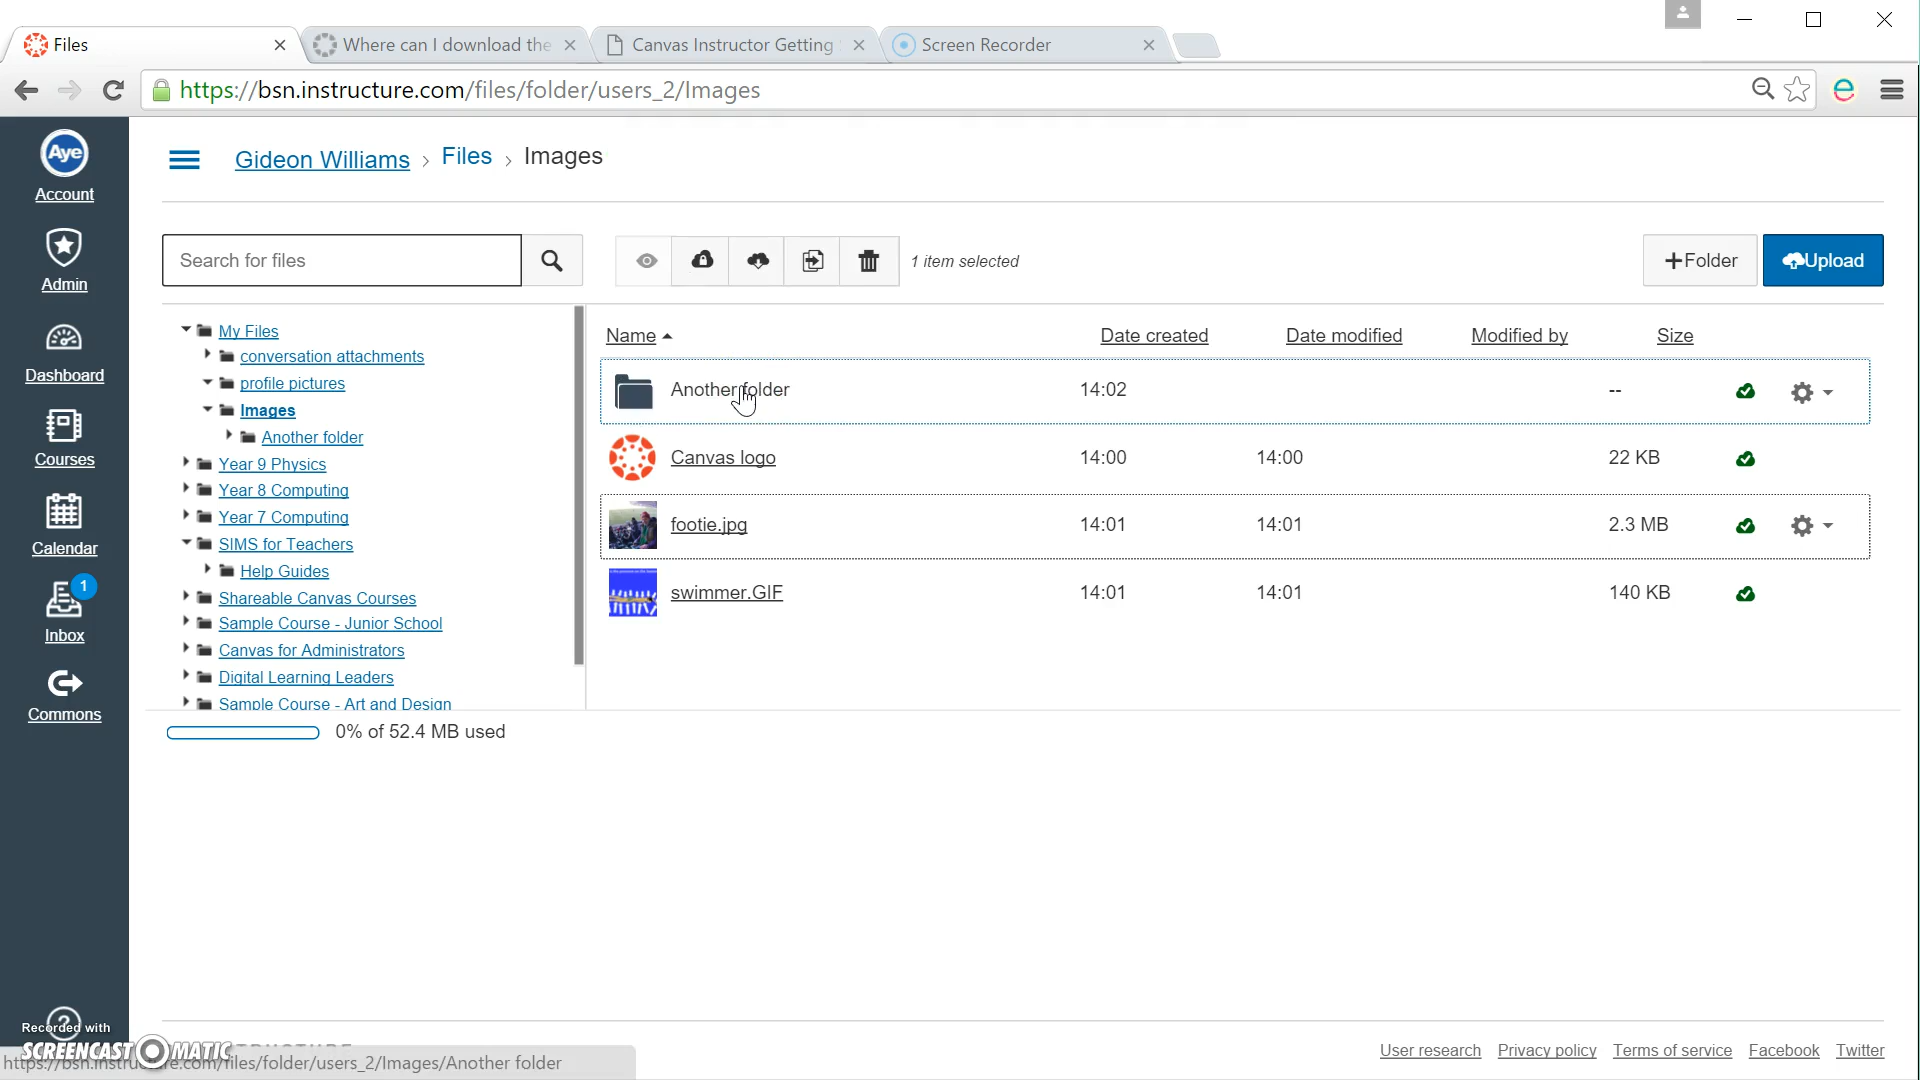 Files
Where can I download the
Canvas Instructor Getting
Screen Recorder
https://bsn.instructure.com/files/folder/users_2/Images
Aye
Account
Admin
Dashboard
Courses
Calendar
1
Inbox
Commons
Gideon Williams › Files › Images
Search for files
1 item selected
+Folder
Upload
My Files
conversation attachments
profile pictures
Images
Another folder
Year 9 Physics
Year 8 Computing
Year 7 Computing
SIMS for Teachers
Help Guides
Shareable Canvas Courses
Sample Course - Junior School
Canvas for Administrators
Digital Learning Leaders
Sample Course - Art and Design
Name Date created Date modified Modified by Size
Another folder 14:02 --
Canvas logo 14:00 14:00 22 KB
footie.jpg 14:01 14:01 2.3 MB
swimmer.GIF 14:01 14:01 140 KB
0% of 52.4 MB used
User research Privacy policy Terms of service Facebook Twitter
Recorded with
SCREENCAST MATIC
https://bsn.instructure.com/files/folder/users_2/Images/Another folder